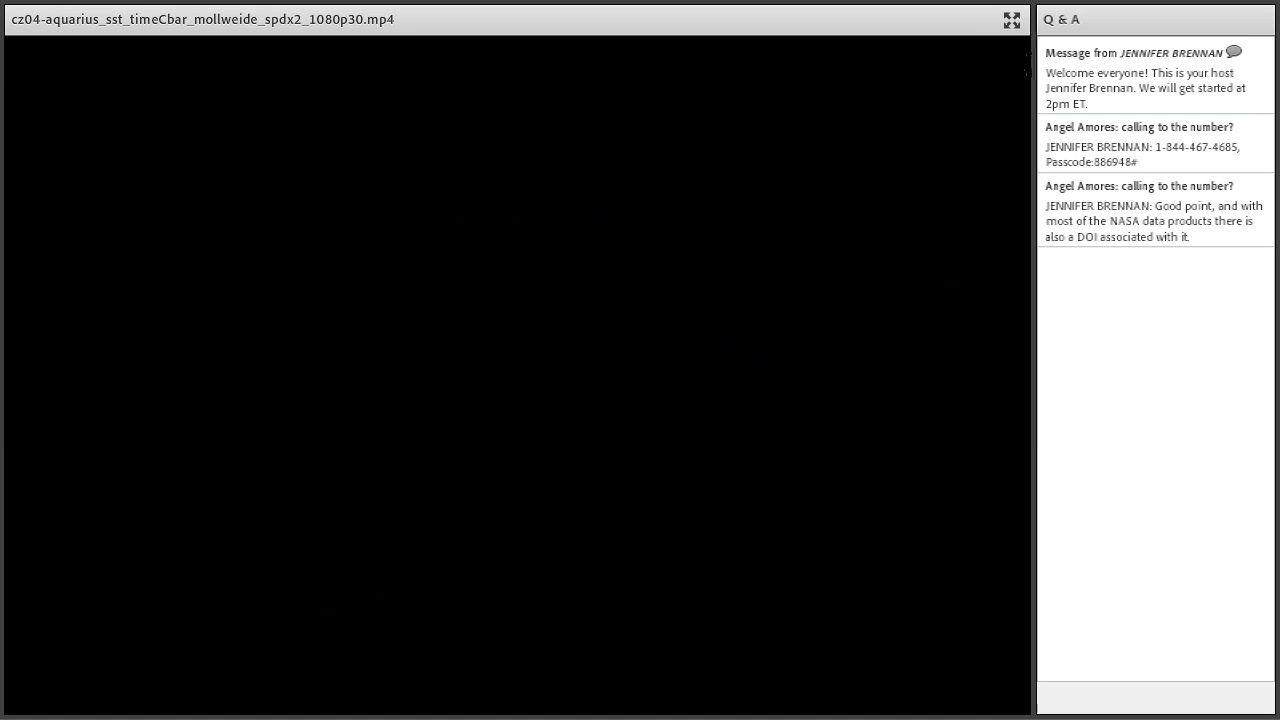 cz04-aquarius_sst_timeCbar_mollweide_spdx2_1080p30.mp4
Q & A
Message from JENNIFER BRENNAN
Welcome everyone! This is your host
Jennifer Brennan. We will get started at
2pm ET.
Angel Amores: calling to the number?
JENNIFER BRENNAN: 1-844-467-4685,
Passcode:886948#
Angel Amores: calling to the number?
JENNIFER BRENNAN: Good point, and with
most of the NASA data products there is
also a DOI associated with it.